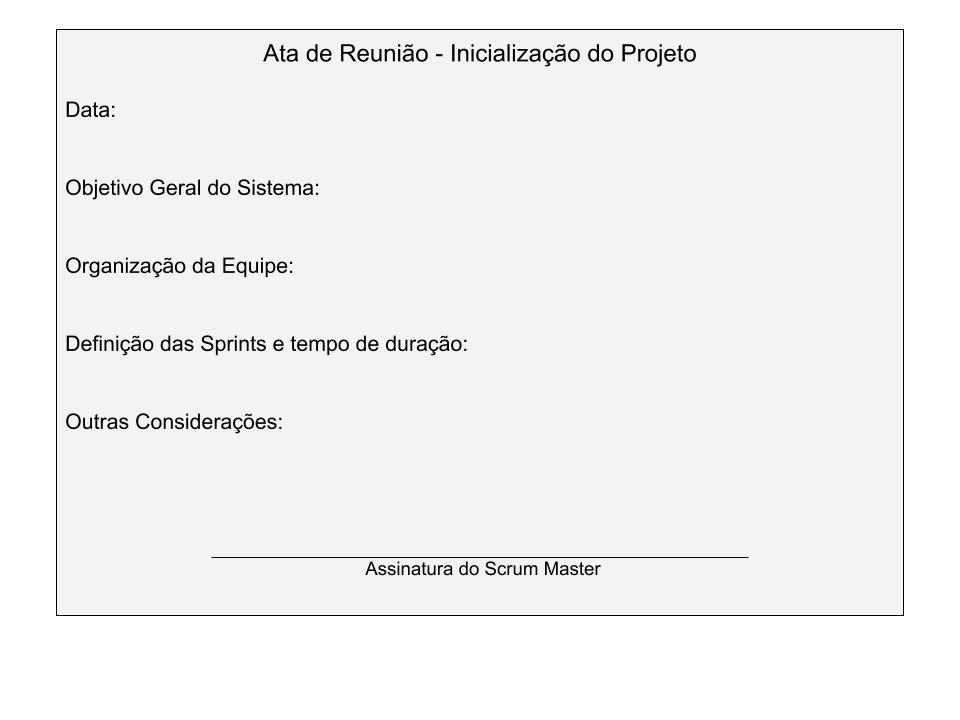 Ata de Reunião - Inicialização do Projeto
Data:
Objetivo Geral do Sistema:
Organização da Equipe:
Definição das Sprints e tempo de duração:
Outras Considerações:
Assinatura do Scrum Master